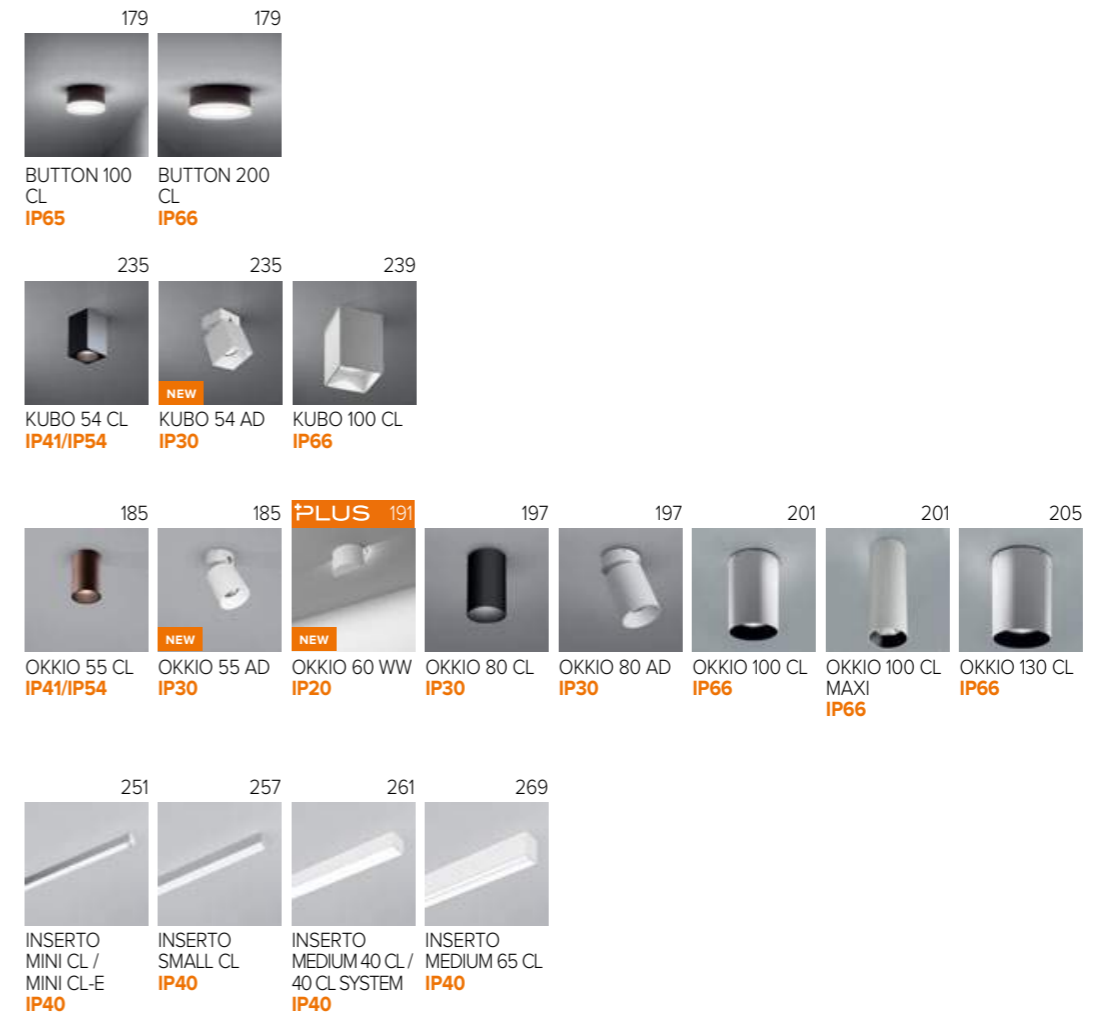 179
179
BUTTON 100
CL
IP65
BUTTON 200
CL
IP66
235
235
239
NEW
KUBO 54 CL
IP41/IP54
KUBO 54 AD
IP30
KUBO 100 CL
IP66
185
185
PLUS 191
197
197
201
201
205
NEW
NEW
OKKIO 55 CL
IP41/IP54
OKKIO 55 AD
IP30
OKKIO 60 WW
IP20
OKKIO 80 CL
IP30
OKKIO 80 AD
IP30
OKKIO 100 CL
IP66
OKKIO 100 CL
MAXI
IP66
OKKIO 130 CL
IP66
251
257
261
269
INSERTO
MINI CL /
MINI CL-E
IP40
INSERTO
SMALL CL
IP40
INSERTO
MEDIUM 40 CL /
40 CL SYSTEM
IP40
INSERTO
MEDIUM 65 CL
IP40